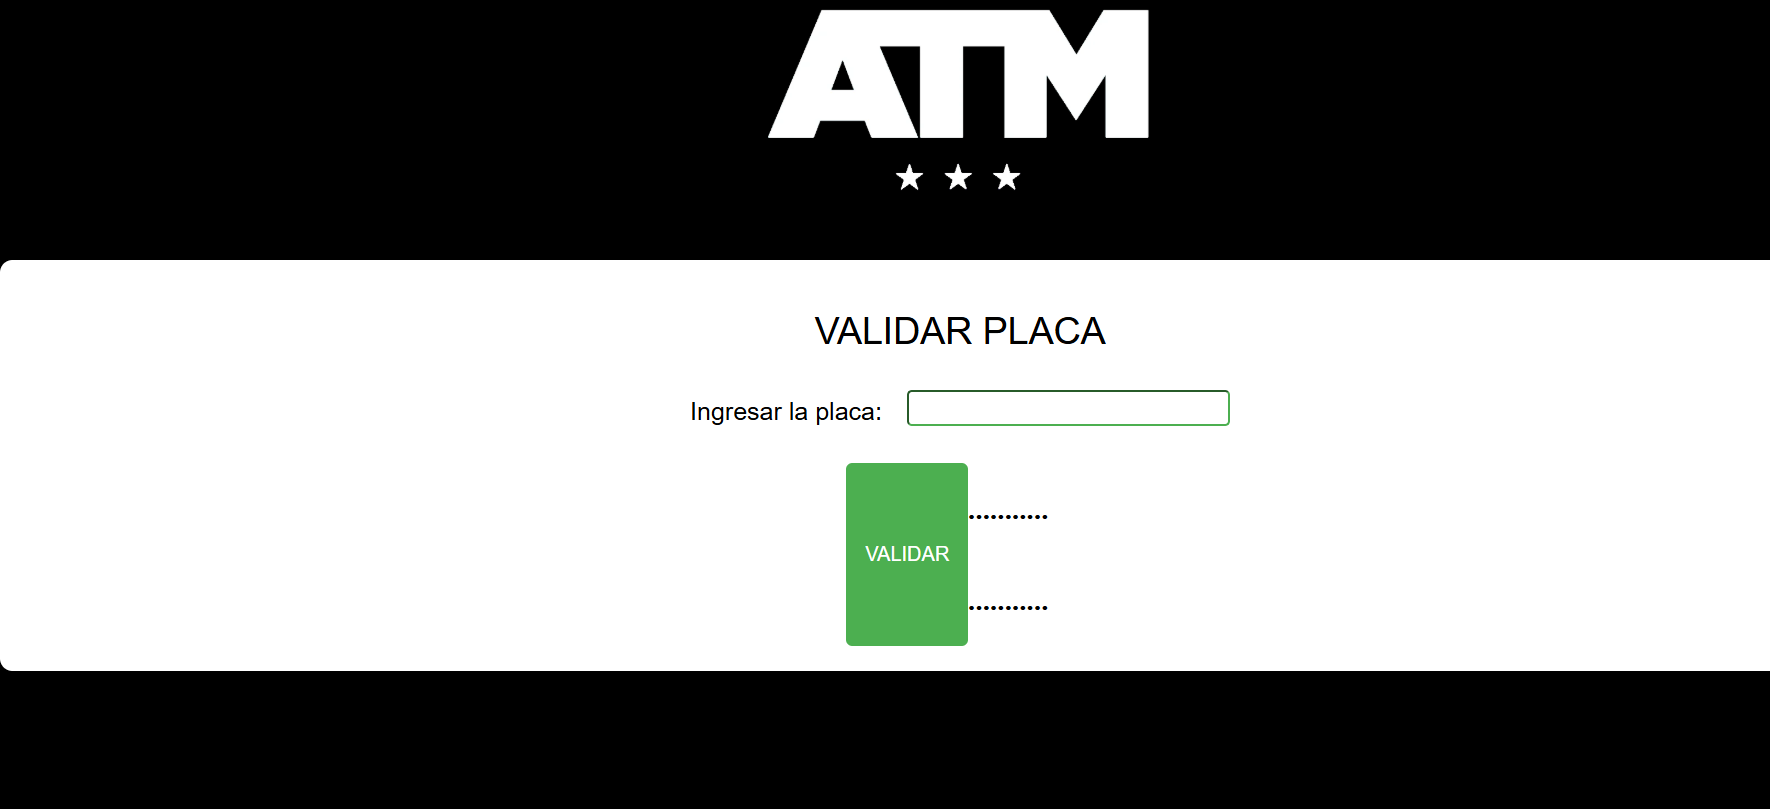 ATM
VALIDAR PLACA
Ingresar la placa:
VALIDAR
...........
...........